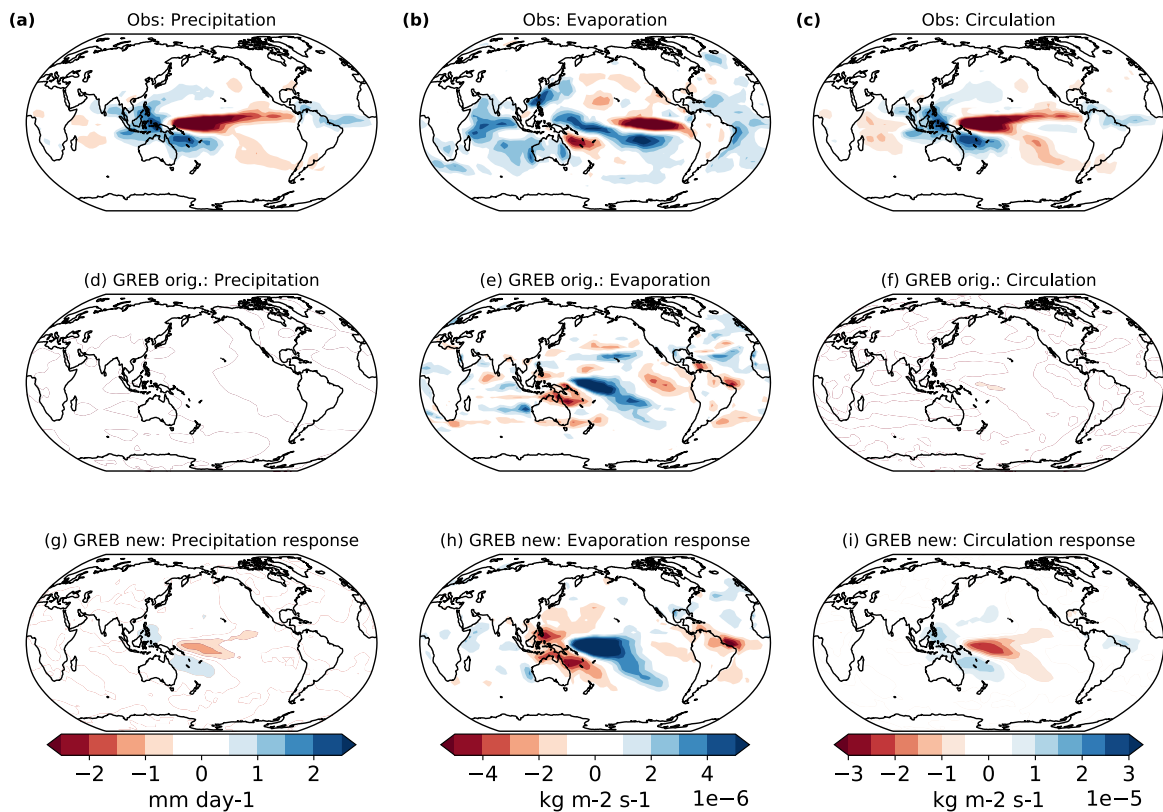 (a) Obs: Precipitation
(b) Obs: Evaporation
(c) Obs: Circulation
(d) GREB orig.: Precipitation
(e) GREB orig.: Evaporation
(f) GREB orig.: Circulation
(g) GREB new: Precipitation response
(h) GREB new: Evaporation response
(i) GREB new: Circulation response
−2 −1 0 1 2
mm day-1
−4 −2 0 2 4
kg m-2 s-1 1e−6
−3 −2 −1 0 1 2 3
kg m-2 s-1 1e−5